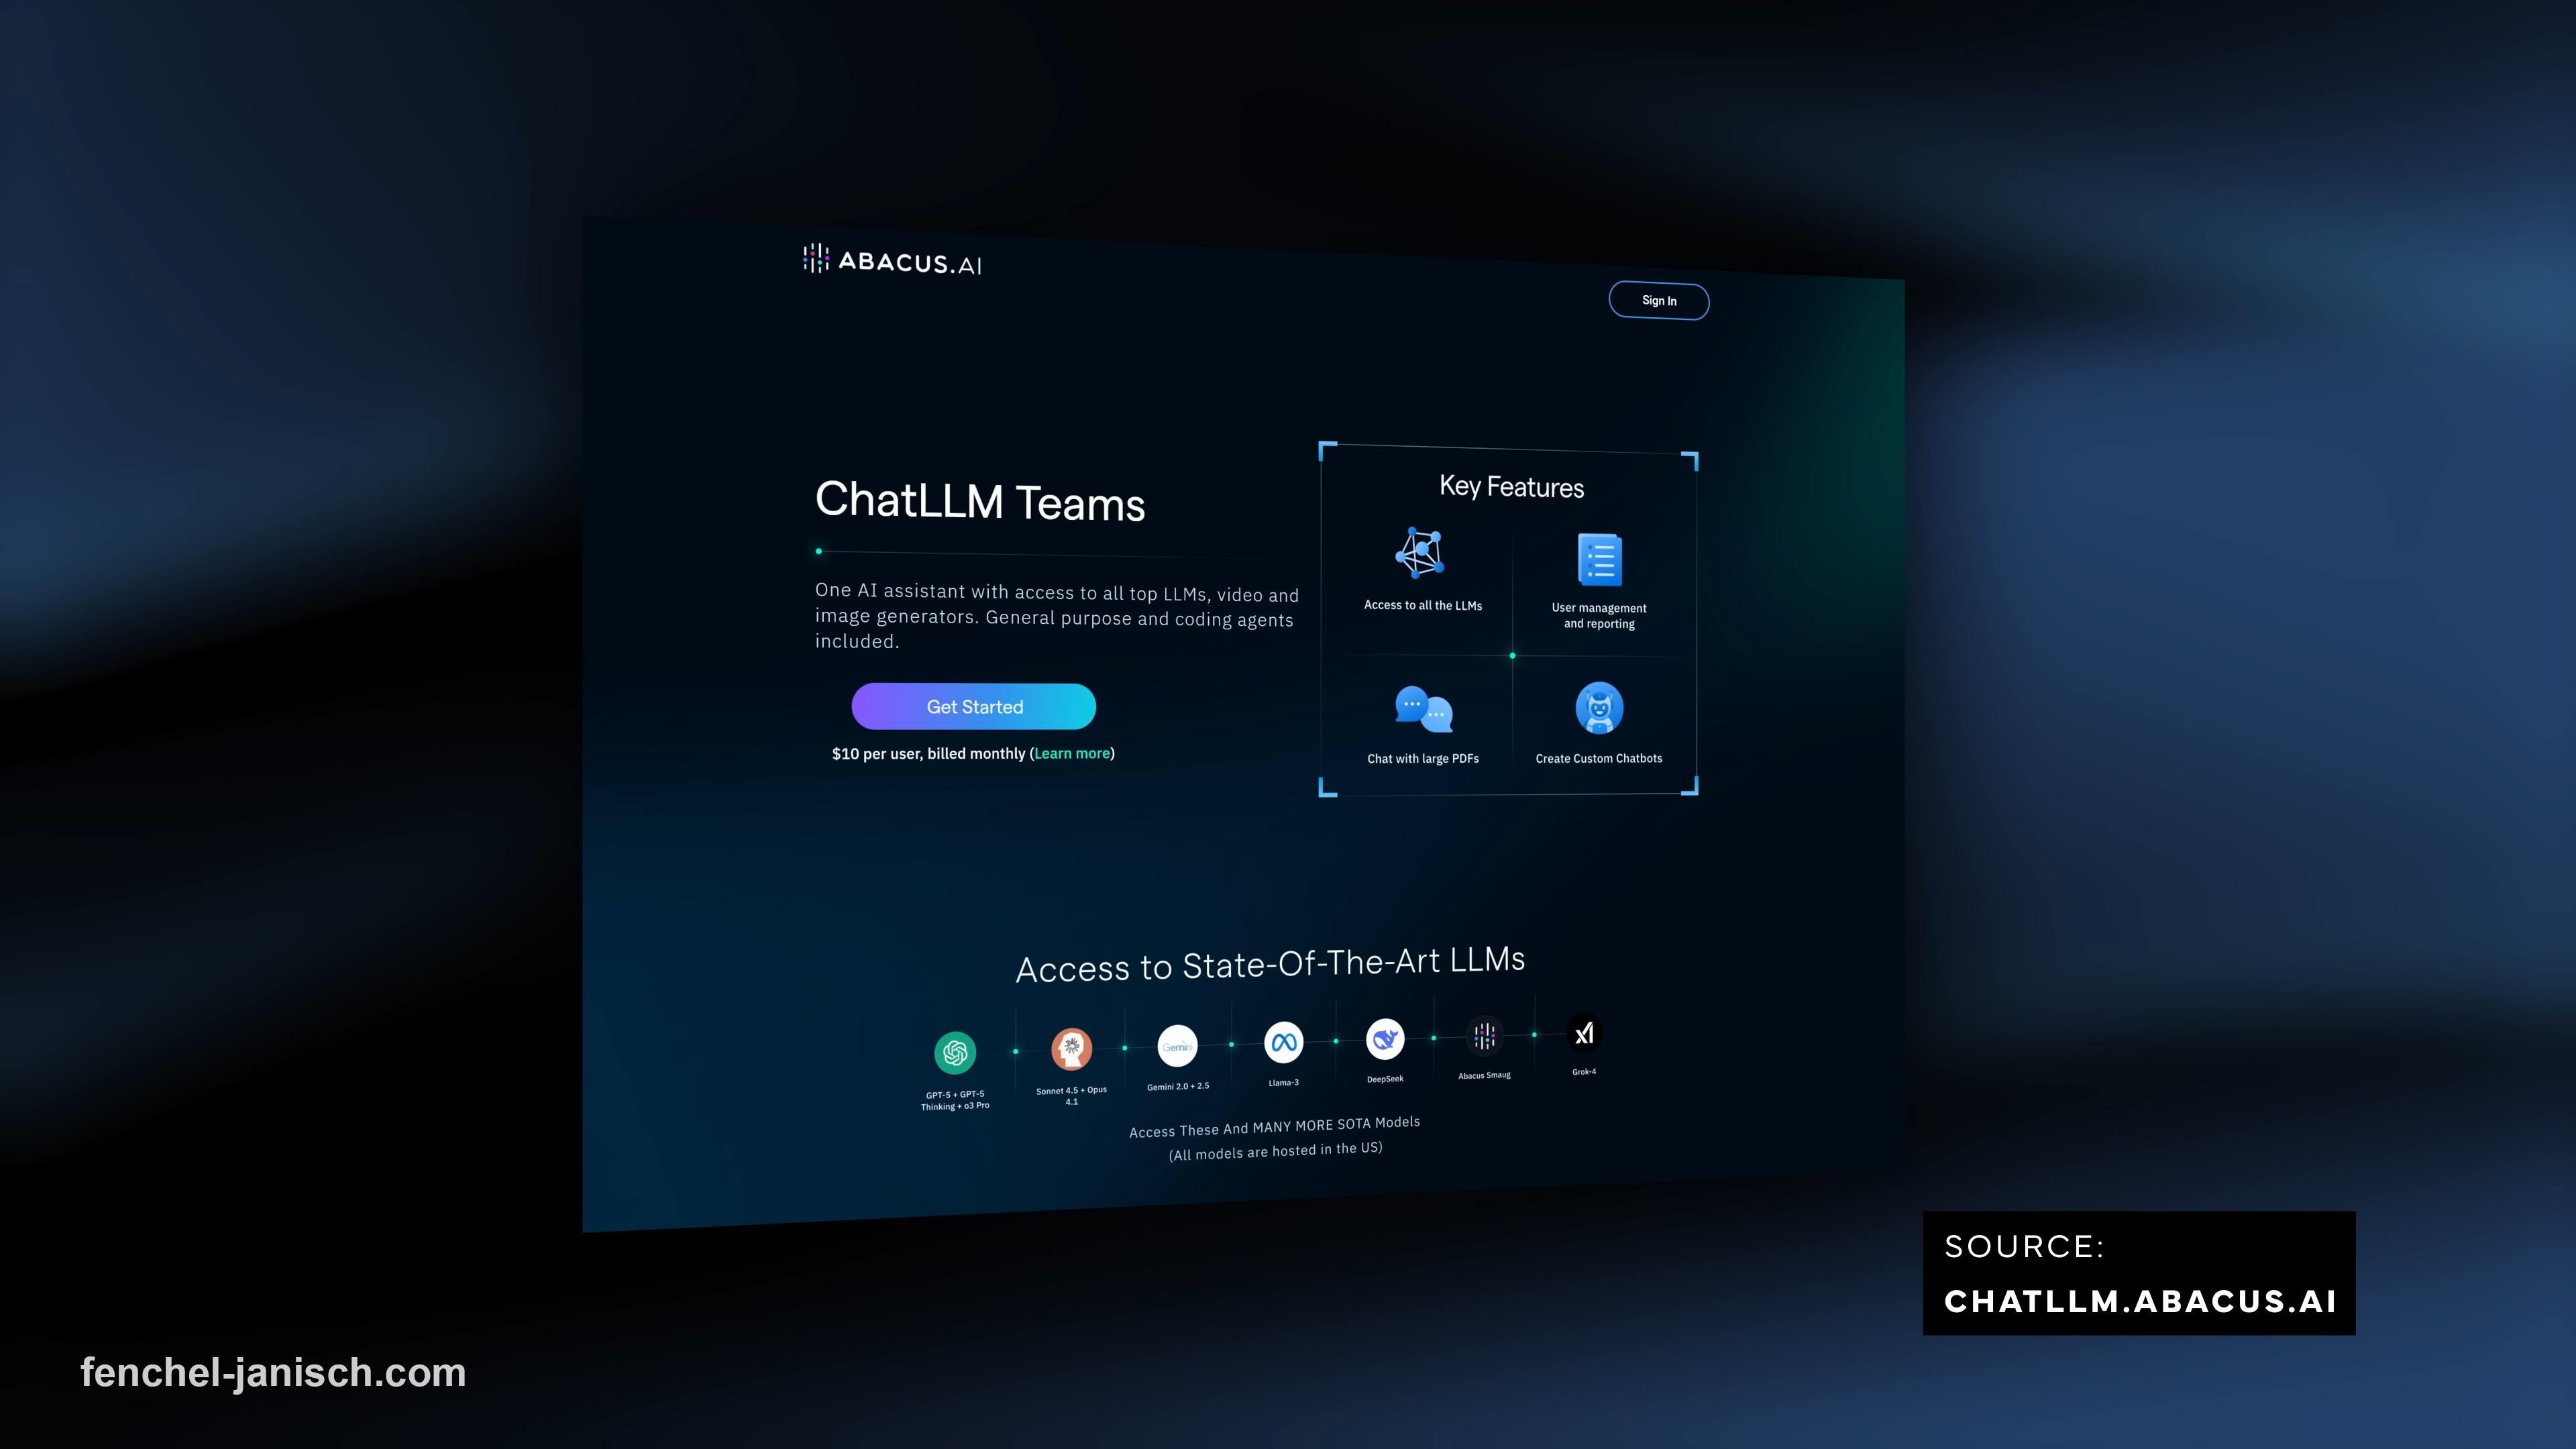 ABACUS.AI
Sign In
ChatLLM Teams
One AI assistant with access to all top LLMs, video and
image generators. General purpose and coding agents
included.
Get Started
$10 per user, billed monthly (Learn more)
Key Features
Access to all the LLMs
User management
and reporting
Chat with large PDFs
Create Custom Chatbots
Access to State-Of-The-Art LLMs
Gemini
GPT-5 + GPT-5
Thinking + o3 Pro
Sonnet 4.5 + Opus
4.1
Gemini 2.0 + 2.5
Llama-3
DeepSeek
Abacus Smaug
Grok-4
Access These And MANY MORE SOTA Models
(All models are hosted in the US)
SOURCE:
CHATLLM.ABACUS.AI
fenchel-janisch.com